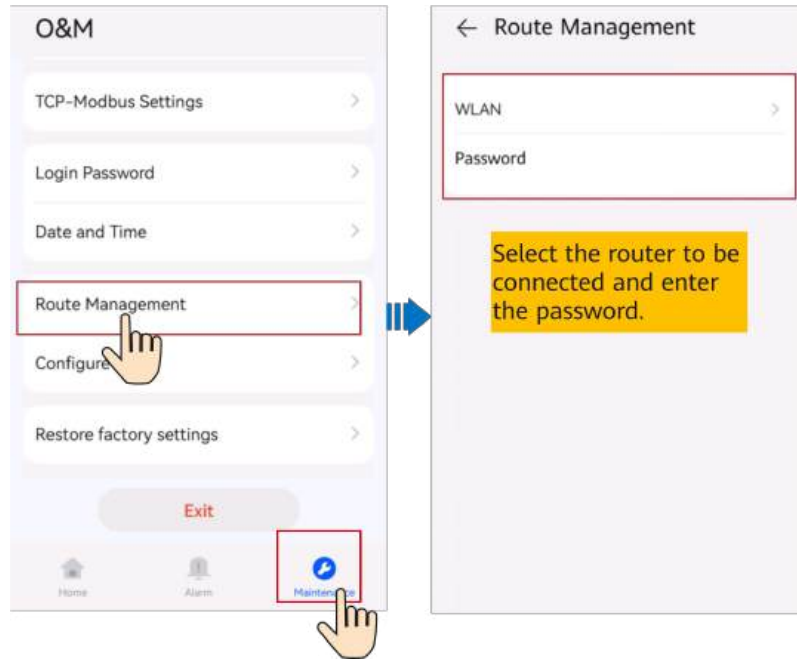 O&M
TCP-Modbus Settings
Login Password
Date and Time
Route Management
Configure
Restore factory settings
Exit
Home
Alarm
Maintenance
Route Management
WLAN
Password
Select the router to be
connected and enter
the password.